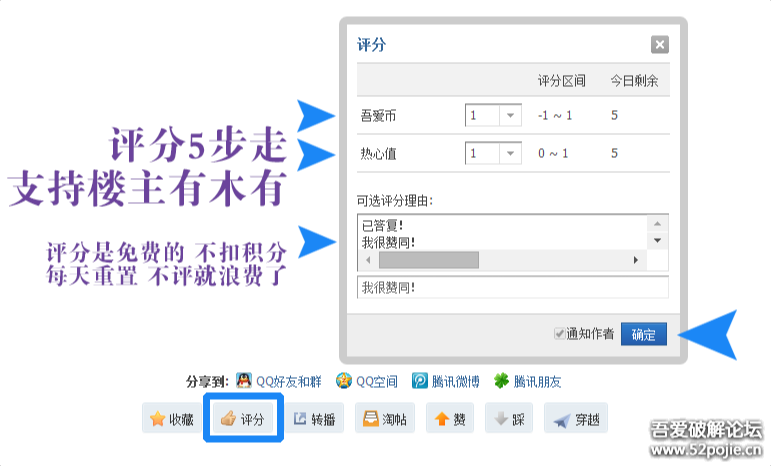 评分
评分区间 今日剩余
吾爱币 1 -1 ~ 1 5
热心值 1 0 ~ 1 5
评分5步走
支持楼主有木有
评分是免费的 不扣积分
每天重置 不评就浪费了
可选评分理由:
已答复!
我很赞同!
我很赞同!
通知作者 确定
分享到: QQ好友和群 QQ空间 腾讯微博 腾讯朋友
收藏 评分 转播 淘帖 赞 踩 穿越
吾爱破解论坛
www.52pojie.cn